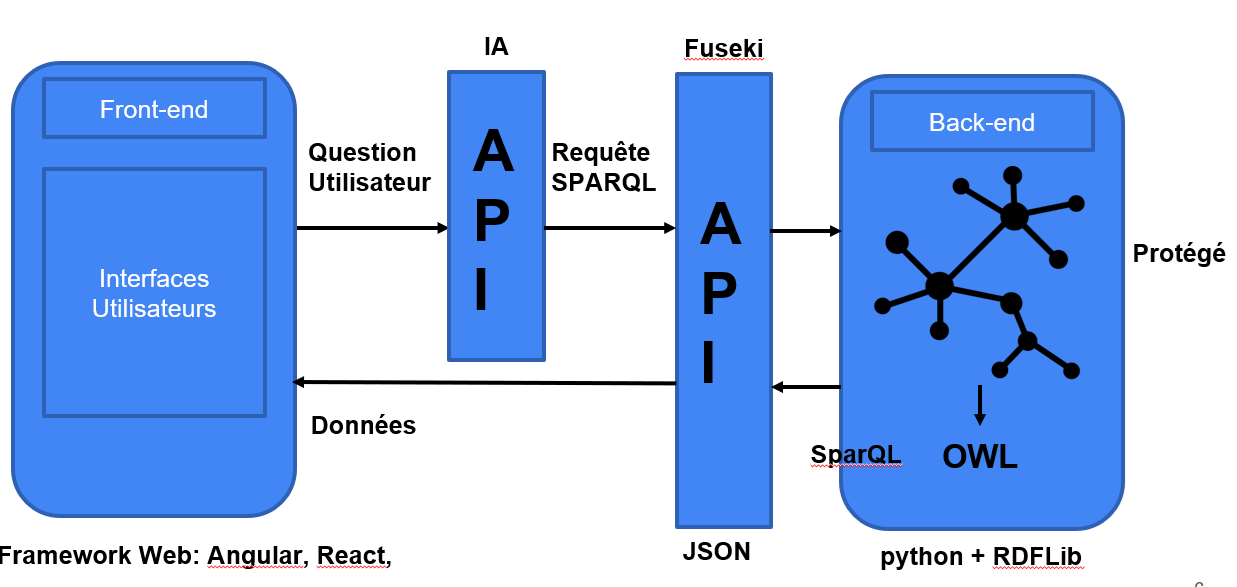 IA
Fuseki
Front-end
Back-end
Question
Utilisateur
A
P
I
Requête
SPARQL
A
P
I
Protégé
Interfaces
Utilisateurs
Données
SparQL
OWL
Framework Web: Angular, React,
JSON
python + RDFLib